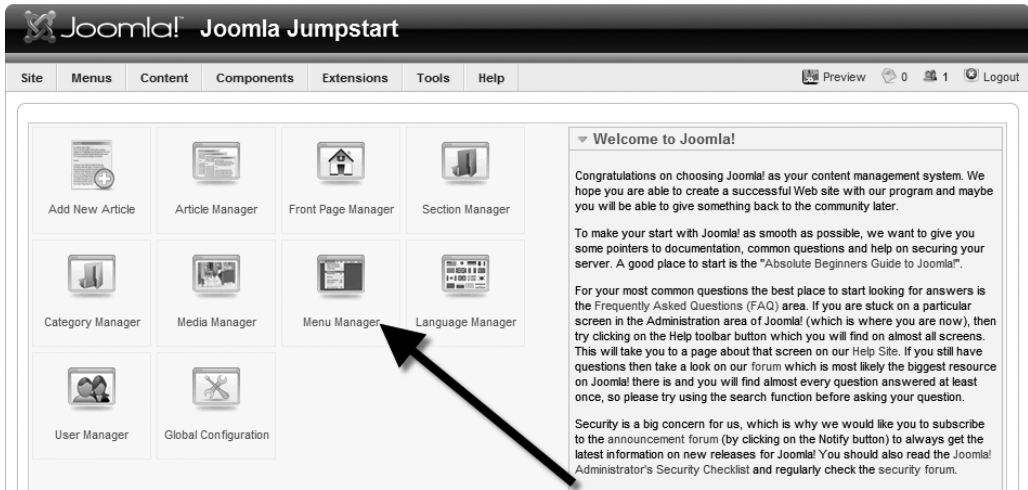 Joomla! Joomla Jumpstart
Site Menus Content Components Extensions Tools Help Preview 0 1 Logout
Add New Article Article Manager Front Page Manager Section Manager
Category Manager Media Manager Menu Manager Language Manager
User Manager Global Configuration
Welcome to Joomla!
Congratulations on choosing Joomla! as your content management system. We
hope you are able to create a successful Web site with our program and maybe
you will be able to give something back to the community later.
To make your start with Joomla! as smooth as possible, we want to give you
some pointers to documentation, common questions and help on securing your
server. A good place to start is the "Absolute Beginners Guide to Joomla!".
For your most common questions the best place to start looking for answers is
the Frequently Asked Questions (FAQ) area. If you are stuck on a particular
screen in the Administration area of Joomla! (which is where you are now), then
try clicking on the Help toolbar button which you will find on almost all screens.
This will take you to a page about that screen on our Help Site. If you still have
questions then take a look on our forum which is most likely the biggest resource
on Joomla! there is and you will find almost every question answered at least
once, so please try using the search function before asking your question.
Security is a big concern for us, which is why we would like you to subscribe
to the announcement forum (by clicking on the Notify button) to always get the
latest information on new releases for Joomla! You should also read the Joomla!
Administrator's Security Checklist and regularly check the security forum.